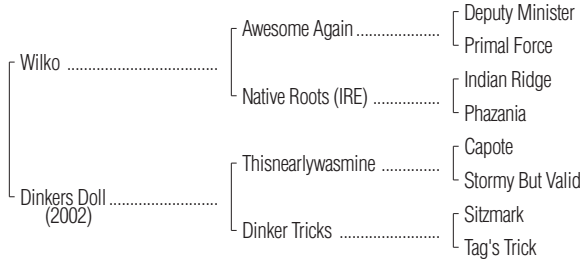 Deputy Minister
Awesome Again ..................
Primal Force
Wilko ..................................
Indian Ridge
Native Roots (IRE) ...............
Phazania
Capote
Thisnearlywasmine .............
Stormy But Valid
Dinkers Doll ........................
(2002)
Sitzmark
Dinker Tricks ......................
Tag's Trick